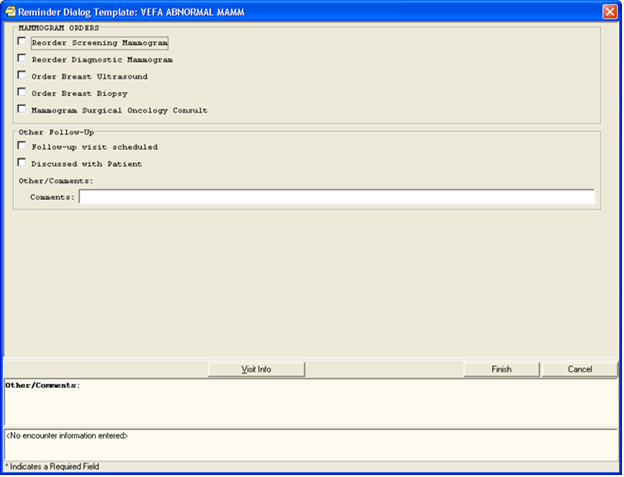 Reminder Dialog Template: VEFA ABNORMAL MAMM
MAMMOGRAM ORDERS
Reorder Screening Mammogram
Reorder Diagnostic Mammogram
Order Breast Ultrasound
Order Breast Biopsy
Mammogram Surgical Oncology Consult
Other Follow-Up
Follow-up visit scheduled
Discussed with Patient
Other/Comments:
Comments:
Visit Info Finish Cancel
Other/Comments:
<No encounter information entered>
* Indicates a Required Field